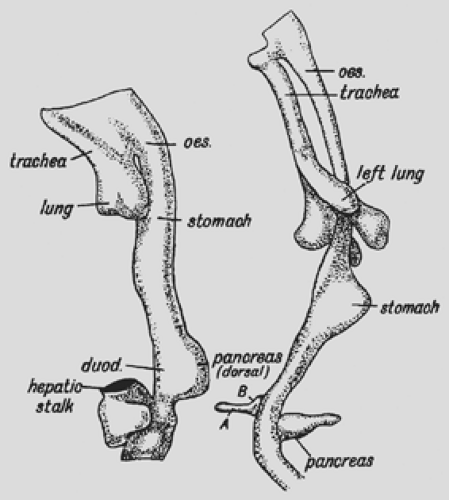 oes.
trachea
oes.
trachea
lung
left lung
stomach
stomach
duod.
pancreas
(dorsal)
hepatic
stalk
B
A
pancreas